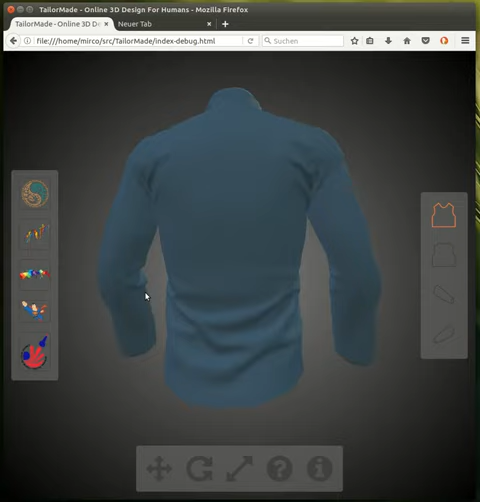 TailorMade - Online 3D Design For Humans - Mozilla Firefox
TailorMade - Online 3D D
Neuer Tab
file:///home/mirco/src/TailorMade/index-debug.html
Suchen